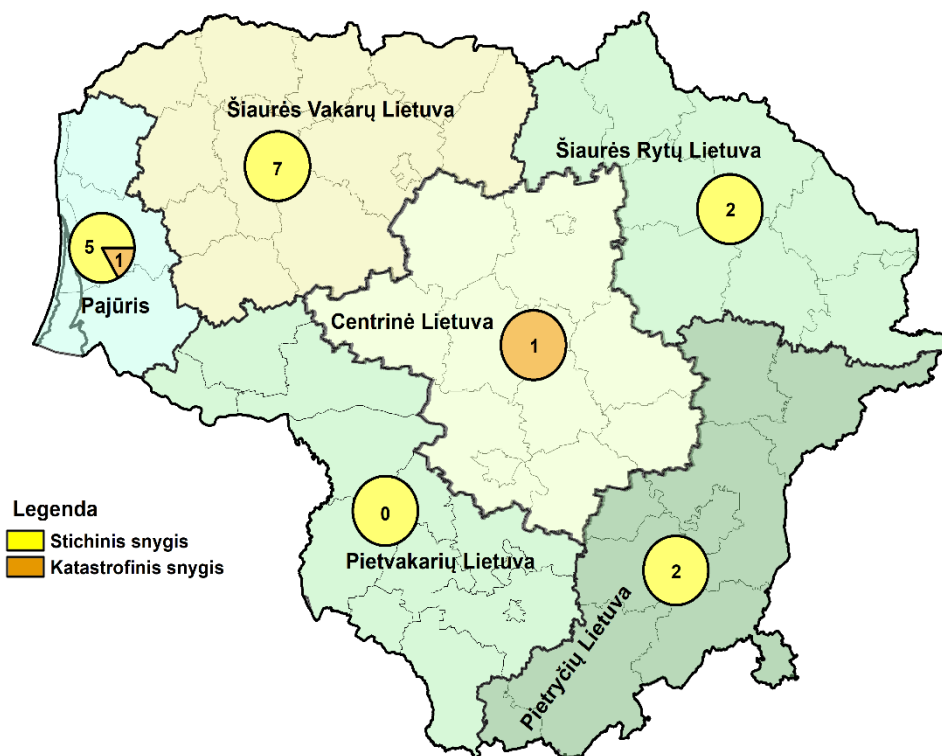 Šiaurės Vakarų Lietuva
7
Šiaurės Rytų Lietuva
2
5
1
Pajūris
Centrinė Lietuva
1
0
Pietvakarių Lietuva
2
Pietryčių Lietuva
Legenda
Stichinis snygis
Katastrofinis snygis